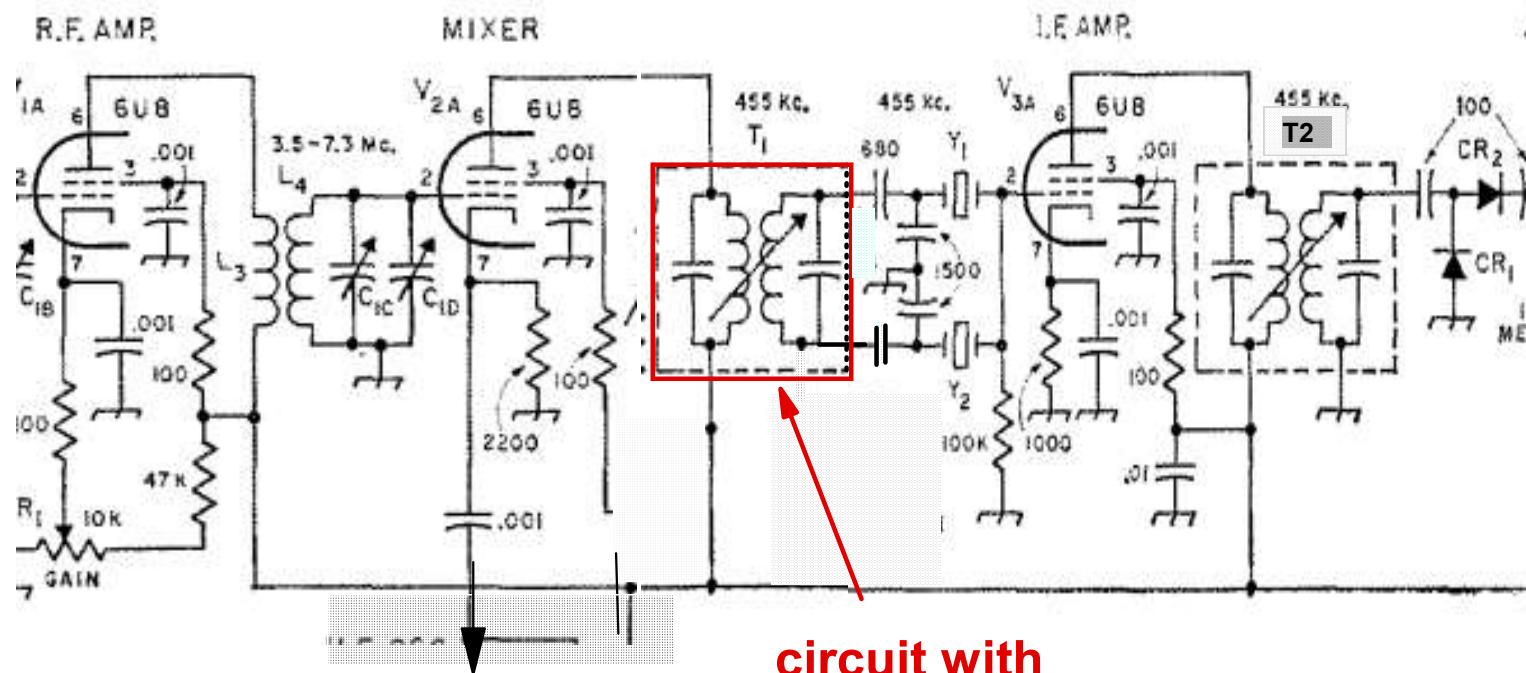 R.F. AMP.
MIXER
I.F. AMP.
1A
6
6U8
2
3
.001
7
C1B
.001
100
100
47K
R1
10K
GAIN
3.5-7.3 Mc.
L4
L3
C1C
C1D
V2A
6
6U8
2
3
.001
7
2200
100
.001
455 Kc.
T1
455 Kc.
680
Y1
1500
Y2
100K
V3A
6
6U8
2
3
.001
7
.001
1000
100
.01
455 Kc.
T2
100
CR2
CR1
ME
circuit with